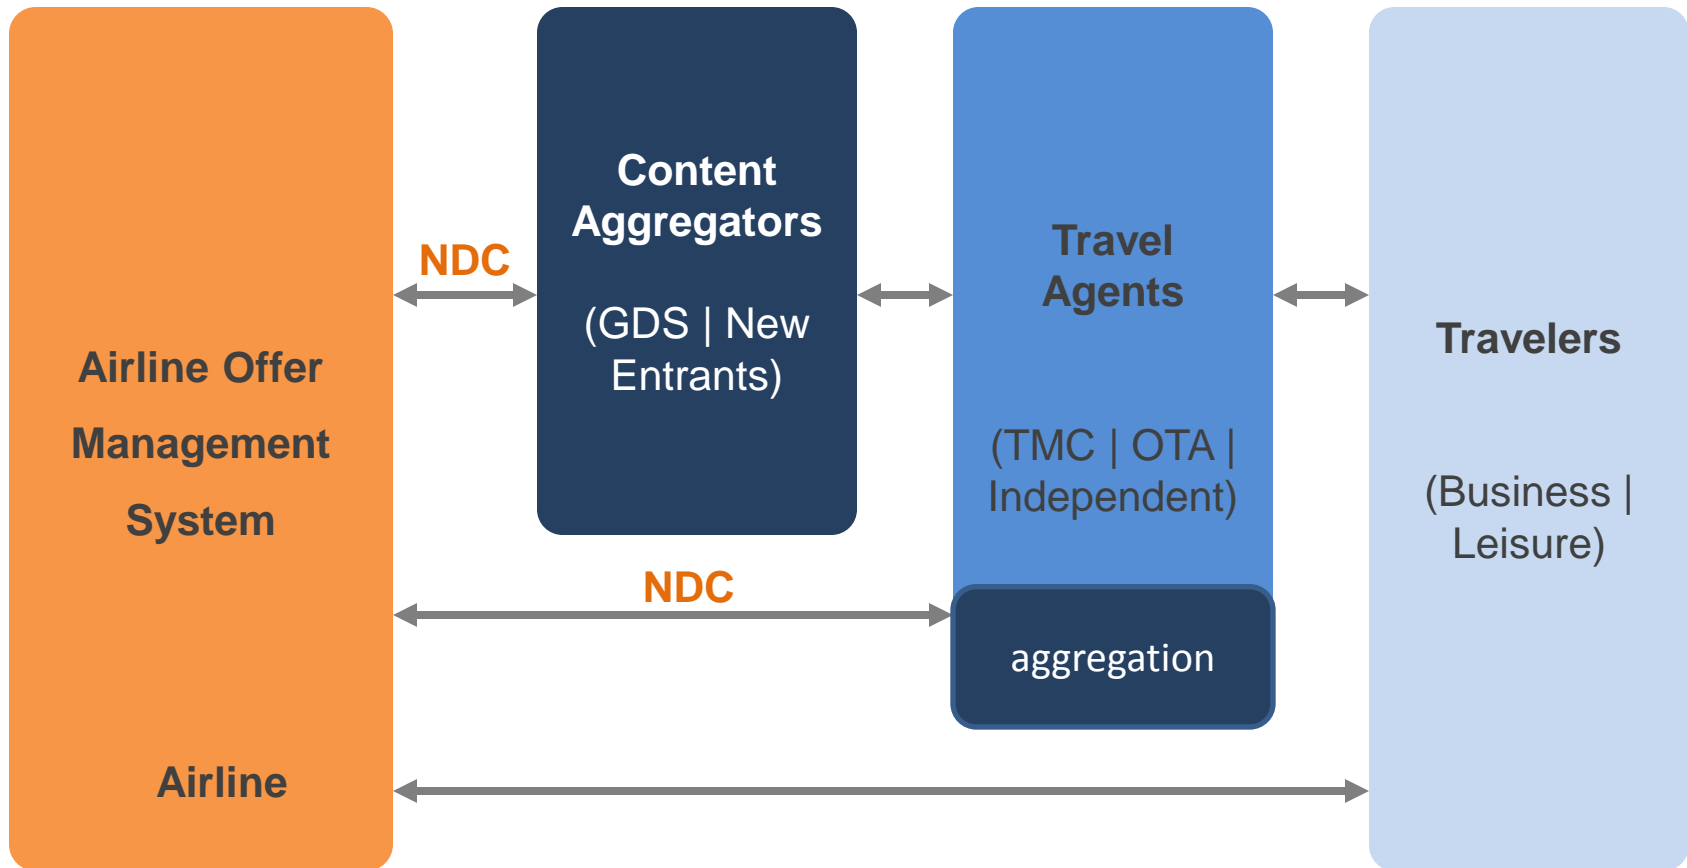 Airline Offer
Management
System
Airline
NDC
Content
Aggregators
(GDS | New
Entrants)
NDC
Travel
Agents
(TMC | OTA |
Independent)
aggregation
Travelers
(Business |
Leisure)